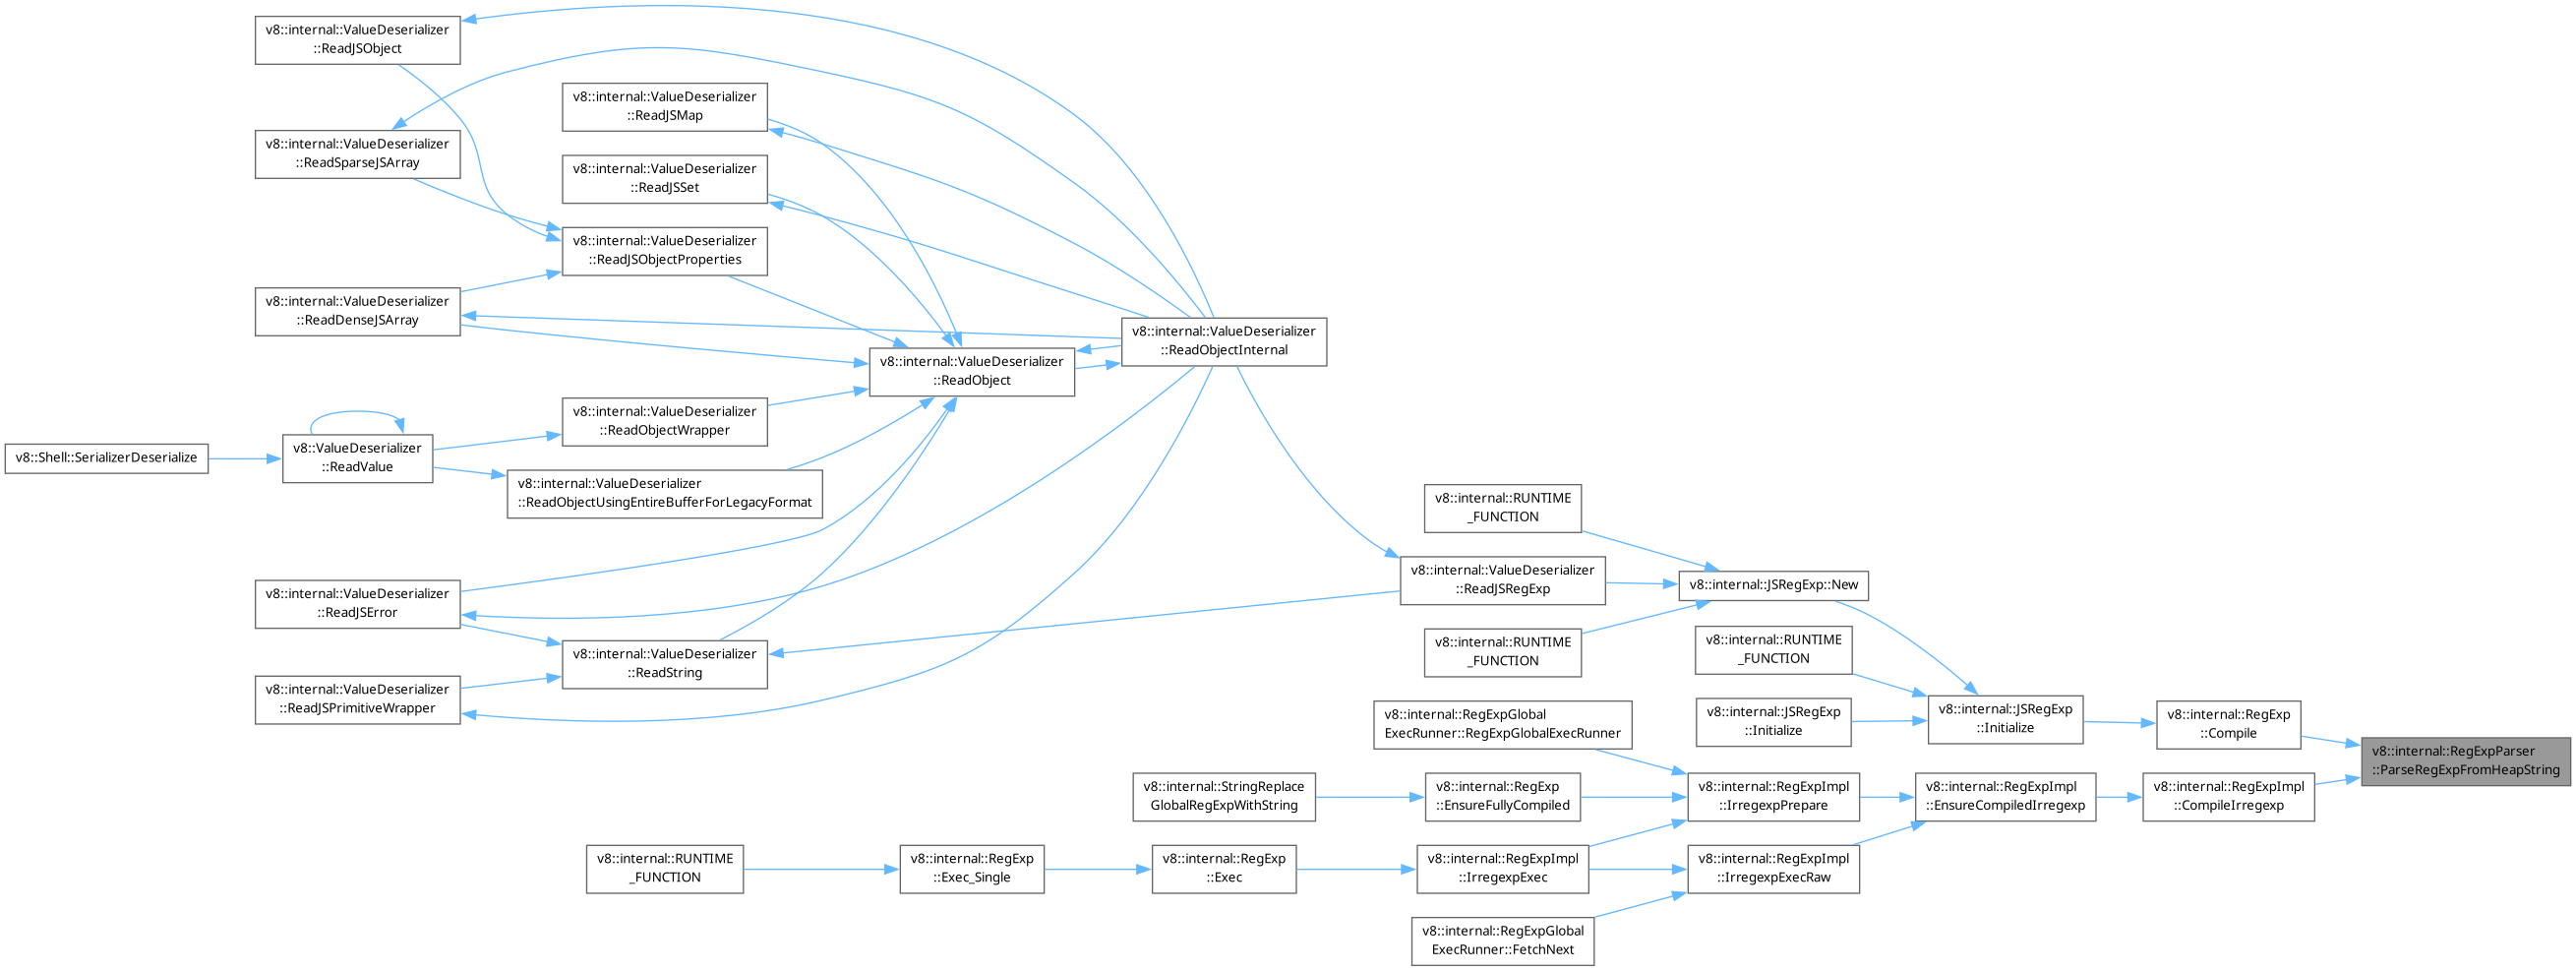 v8::internal::ValueDeserializer
::ReadJSObject
v8::internal::ValueDeserializer
::ReadJSMap
v8::internal::ValueDeserializer
::ReadSparseJSArray
v8::internal::ValueDeserializer
::ReadJSSet
v8::internal::ValueDeserializer
::ReadJSObjectProperties
v8::internal::ValueDeserializer
::ReadDenseJSArray
v8::internal::ValueDeserializer
::ReadObjectInternal
v8::internal::ValueDeserializer
::ReadObject
v8::internal::ValueDeserializer
::ReadObjectWrapper
v8::Shell::SerializerDeserialize
v8::ValueDeserializer
::ReadValue
v8::internal::ValueDeserializer
::ReadObjectUsingEntireBufferForLegacyFormat
v8::internal::RUNTIME
_FUNCTION
v8::internal::ValueDeserializer
::ReadJSRegExp
v8::internal::JSRegExp::New
v8::internal::ValueDeserializer
::ReadJSError
v8::internal::RUNTIME
_FUNCTION
v8::internal::RUNTIME
_FUNCTION
v8::internal::ValueDeserializer
::ReadString
v8::internal::ValueDeserializer
::ReadJSPrimitiveWrapper
v8::internal::RegExpGlobal
ExecRunner::RegExpGlobalExecRunner
v8::internal::JSRegExp
::Initialize
v8::internal::JSRegExp
::Initialize
v8::internal::RegExp
::Compile
v8::internal::RegExpParser
::ParseRegExpFromHeapString
v8::internal::StringReplace
GlobalRegExpWithString
v8::internal::RegExp
::EnsureFullyCompiled
v8::internal::RegExpImpl
::IrregexpPrepare
v8::internal::RegExpImpl
::EnsureCompiledIrregexp
v8::internal::RegExpImpl
::CompileIrregexp
v8::internal::RUNTIME
_FUNCTION
v8::internal::RegExp
::Exec_Single
v8::internal::RegExp
::Exec
v8::internal::RegExpImpl
::IrregexpExec
v8::internal::RegExpImpl
::IrregexpExecRaw
v8::internal::RegExpGlobal
ExecRunner::FetchNext